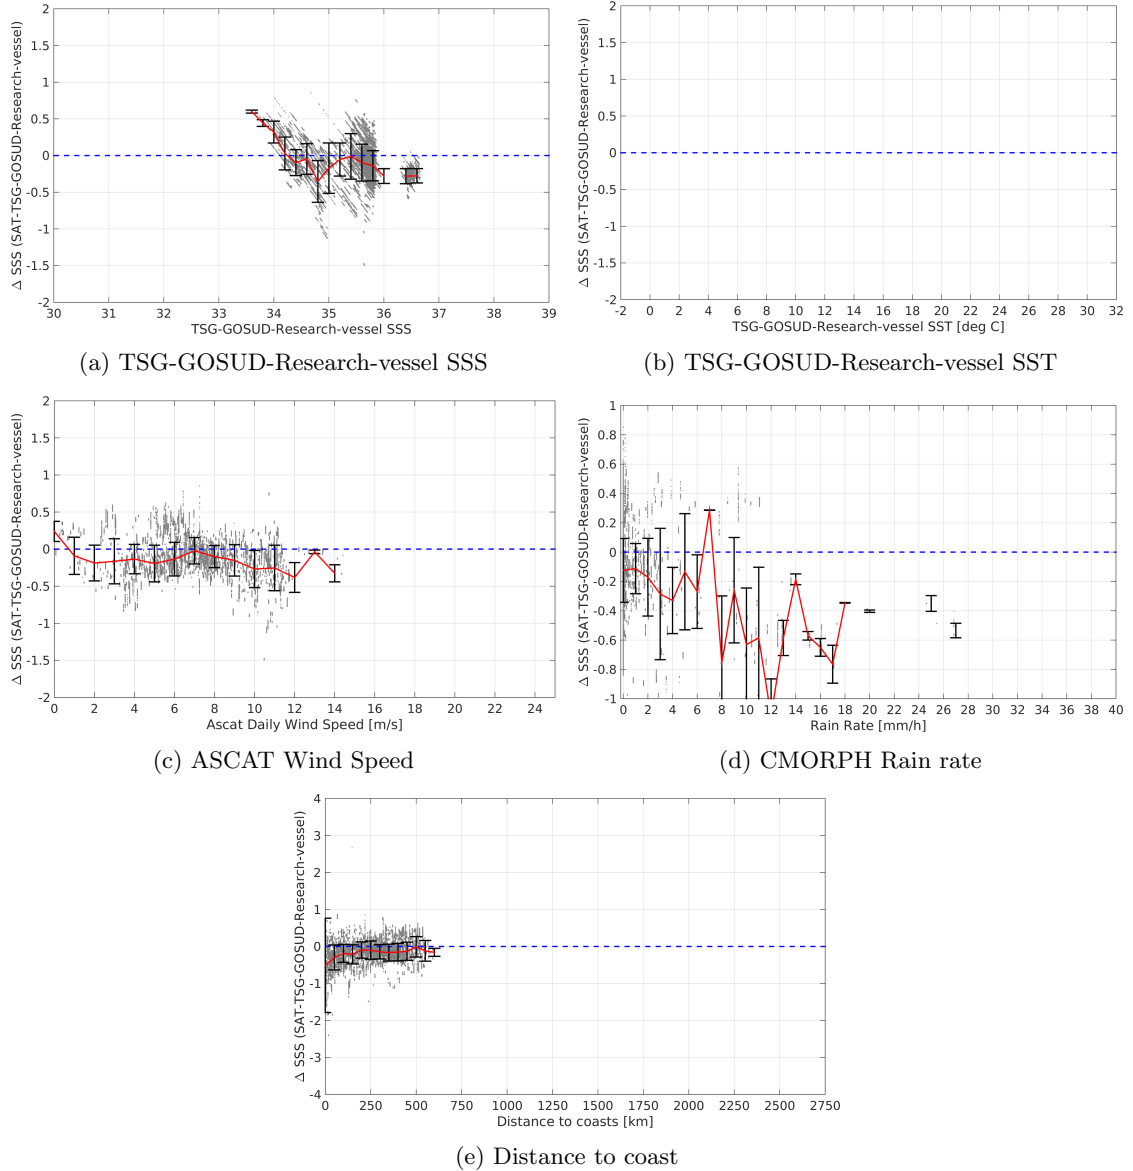 Δ SSS (SAT-TSG-GOSUD-Research-vessel)
2
1.5
1
0.5
0
-0.5
-1
-1.5
-2
30 31 32 33 34 35 36 37 38 39
TSG-GOSUD-Research-vessel SSS
(a) TSG-GOSUD-Research-vessel SSS
Δ SSS (SAT-TSG-GOSUD-Research-vessel)
2
1.5
1
0.5
0
-0.5
-1
-1.5
-2
-2 0 2 4 6 8 10 12 14 16 18 20 22 24 26 28 30 32
TSG-GOSUD-Research-vessel SST [deg C]
(b) TSG-GOSUD-Research-vessel SST
Δ SSS (SAT-TSG-GOSUD-Research-vessel)
2
1.5
1
0.5
0
-0.5
-1
-1.5
-2
0 2 4 6 8 10 12 14 16 18 20 22 24
Ascat Daily Wind Speed [m/s]
(c) ASCAT Wind Speed
Δ SSS (SAT-TSG-GOSUD-Research-vessel)
1
0.8
0.6
0.4
0.2
0
-0.2
-0.4
-0.6
-0.8
-1
0 2 4 6 8 10 12 14 16 18 20 22 24 26 28 30 32 34 36 38 40
Rain Rate [mm/h]
(d) CMORPH Rain rate
Δ SSS (SAT-TSG-GOSUD-Research-vessel)
4
3
2
1
0
-1
-2
-3
-4
0 250 500 750 1000 1250 1500 1750 2000 2250 2500 2750
Distance to coasts [km]
(e) Distance to coast